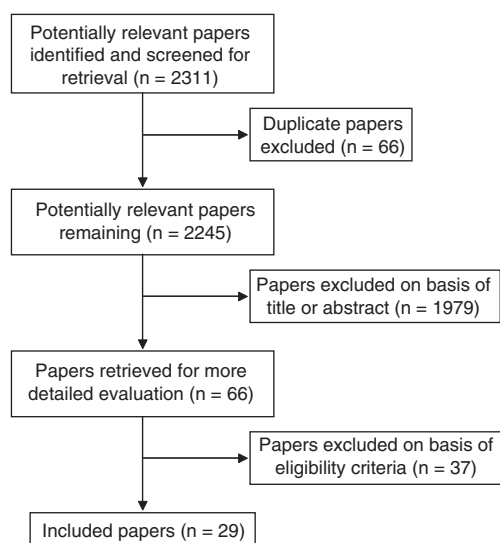 Potentially relevant papers
identified and screened for
retrieval (n = 2311)
Duplicate papers
excluded (n = 66)
Potentially relevant papers
remaining (n = 2245)
Papers excluded on basis of
title or abstract (n = 1979)
Papers retrieved for more
detailed evaluation (n = 66)
Papers excluded on basis of
eligibility criteria (n = 37)
Included papers (n = 29)